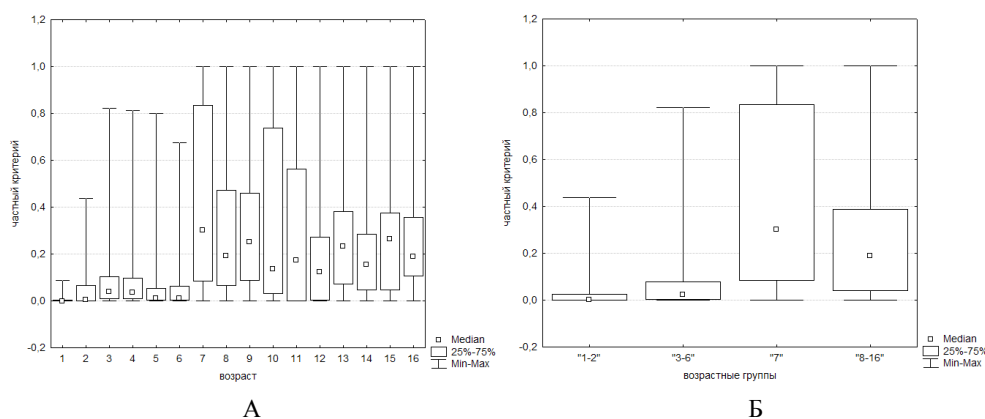 1,2
1,0
0,8
0,6
0,4
0,2
0,0
-0,2
частный критерий
1 2 3 4 5 6 7 8 9 10 11 12 13 14 15 16
возраст
Median
25%-75%
Min-Max
А
1,2
1,0
0,8
0,6
0,4
0,2
0,0
-0,2
частный критерий
"1-2" "3-6" "7" "8-16"
возрастные группы
Median
25%-75%
Min-Max
Б